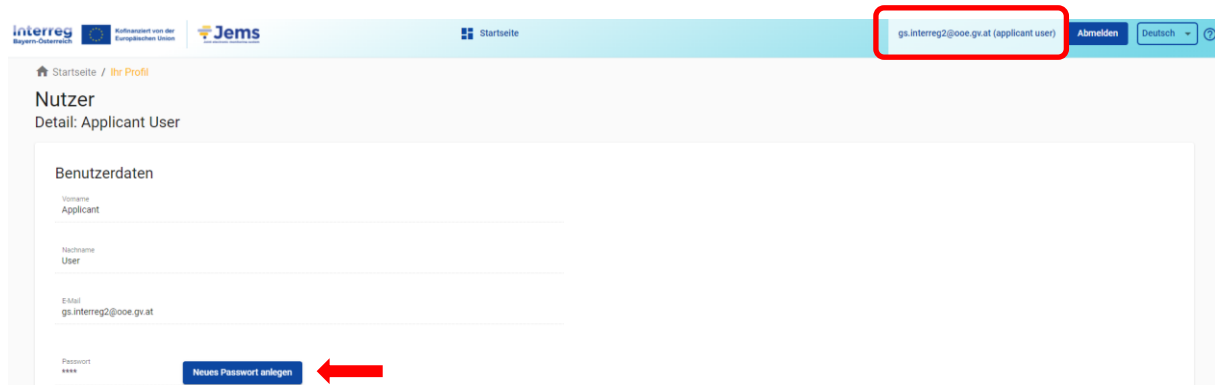 Interreg
Bayern-Österreich
Kofinanziert von der
Europäischen Union
Jems
Startseite
gs.interreg2@ooe.gv.at (applicant user)
Abmelden
Deutsch
Startseite / Ihr Profil
Nutzer
Detail: Applicant User
Benutzerdaten
Vorname
Applicant
Nachname
User
E-Mail
gs.interreg2@ooe.gv.at
Passwort
****
Neues Passwort anlegen